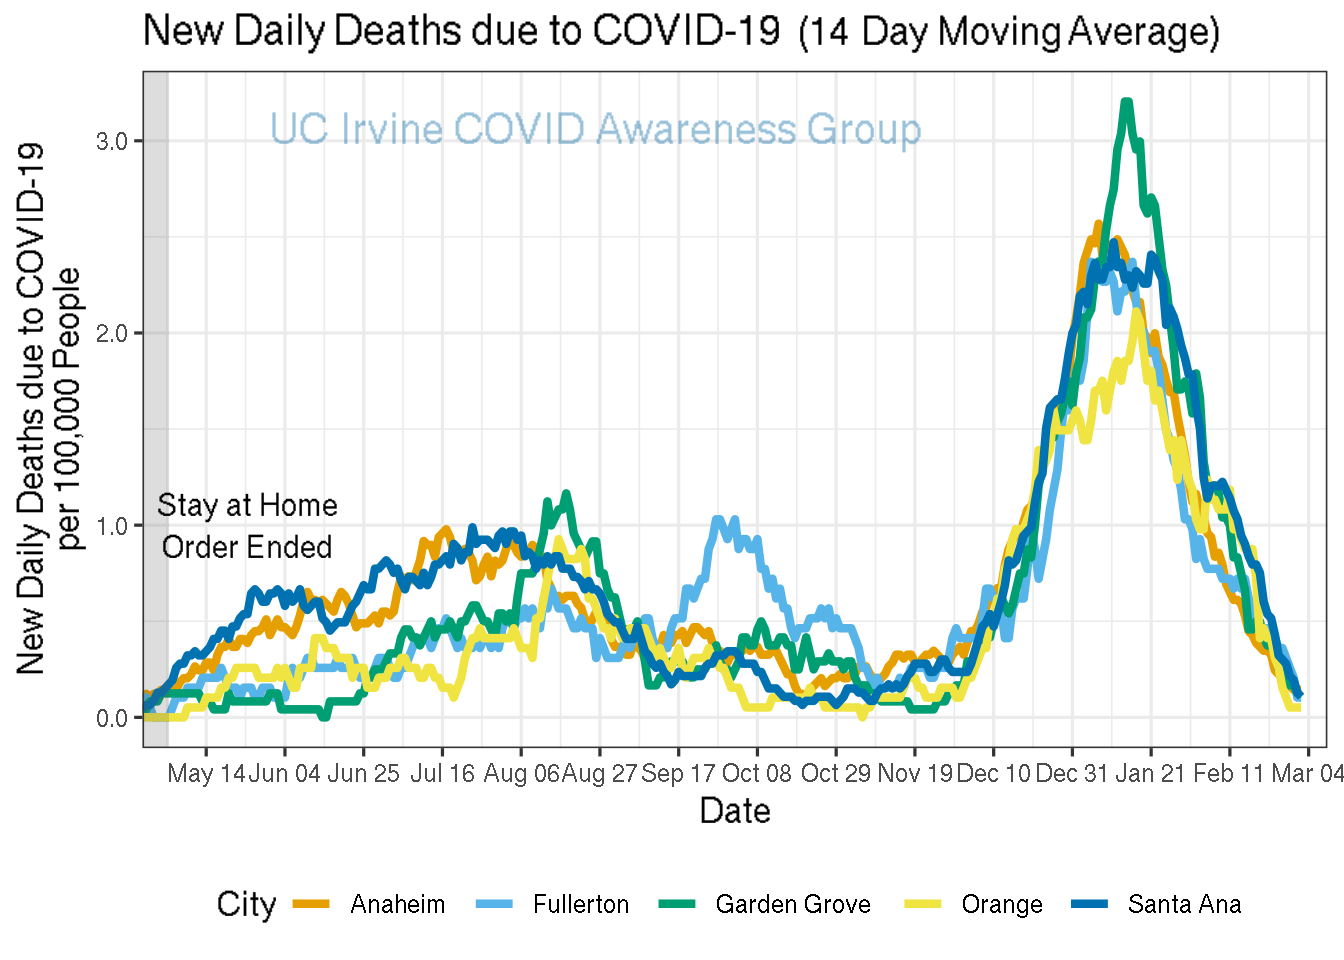 New Daily Deaths due to COVID-19 (14 Day Moving Average)
UC Irvine COVID Awareness Group
New Daily Deaths due to COVID-19
per 100,000 People
3.0
2.0
1.0
0.0
Stay at Home
Order Ended
May 14 Jun 04 Jun 25 Jul 16 Aug 06 Aug 27 Sep 17 Oct 08 Oct 29 Nov 19 Dec 10 Dec 31 Jan 21 Feb 11 Mar 04
Date
City Anaheim Fullerton Garden Grove Orange Santa Ana